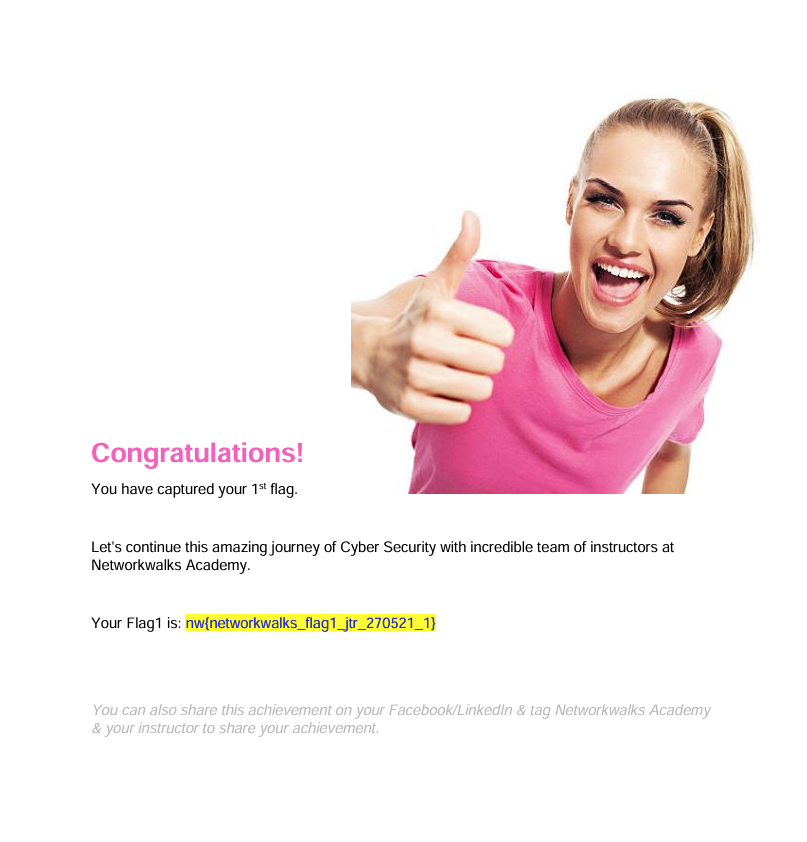 Congratulations!
You have captured your 1st flag.
Let's continue this amazing journey of Cyber Security with incredible team of instructors at
Networkwalks Academy.
Your Flag1 is: nw{networkwalks_flag1_jtr_270521_1}
You can also share this achievement on your Facebook/LinkedIn & tag Networkwalks Academy
& your instructor to share your achievement.